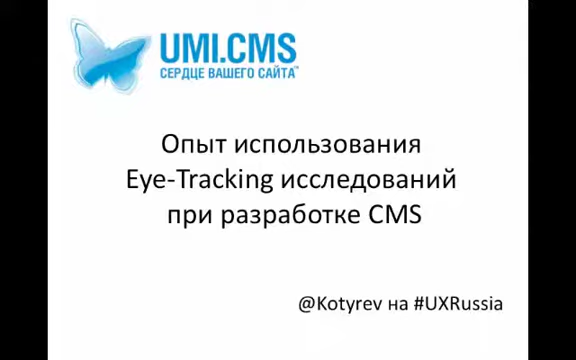 UMI.CMS
СЕРДЦЕ ВАШЕГО САЙТА™
Опыт использования
Eye-Tracking исследований
при разработке CMS
@Kotyrev на #UXRussia